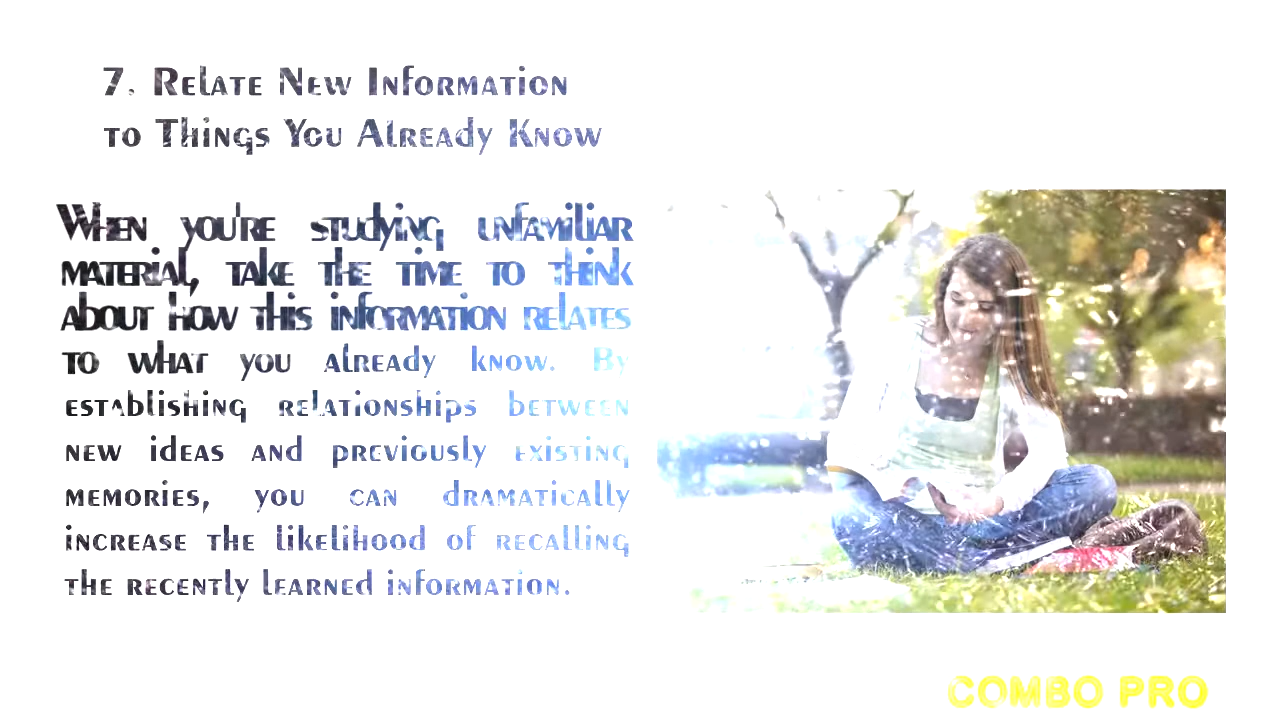 7. Relate New Information
to Things You Already Know
When you're studying unfamiliar
material, take the time to think
about how this information relates
to what you already know. By
establishing relationships between
new ideas and previously existing
memories, you can dramatically
increase the likelihood of recalling
the recently learned information.
COMBO PRO